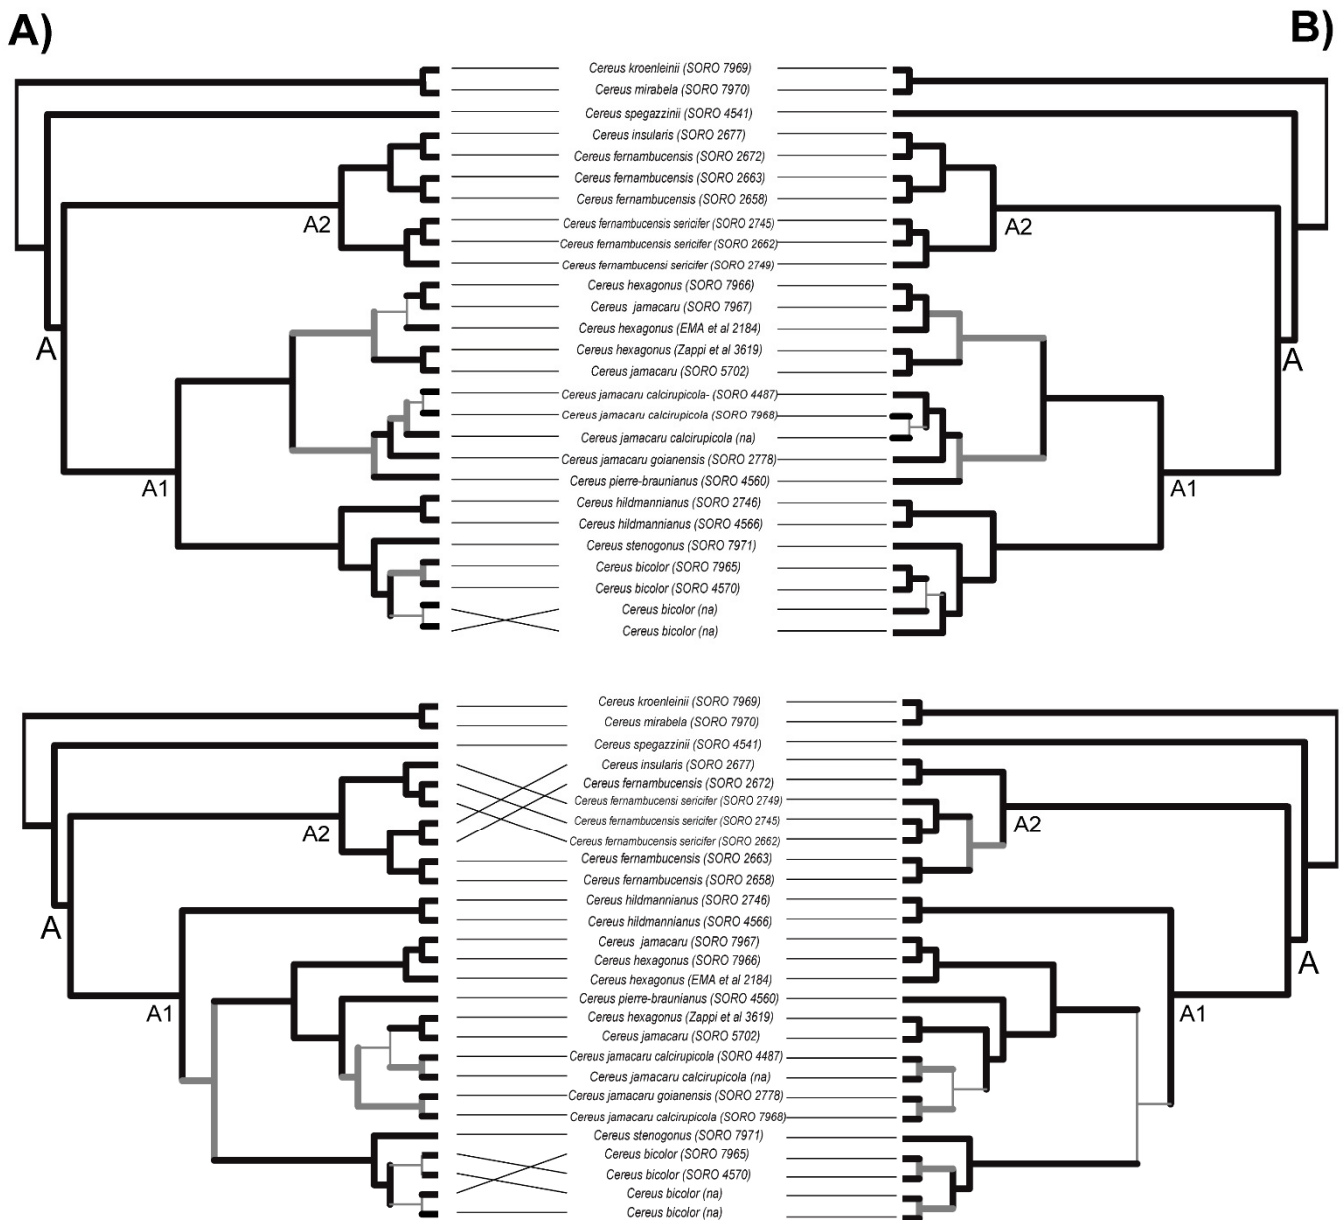 A)
B)
Cereus kroenleinii (SORO 7969)
Cereus mirabela (SORO 7970)
Cereus spegazzinii (SORO 4541)
Cereus insularis (SORO 2677)
Cereus fernambucensis (SORO 2672)
Cereus fernambucensis (SORO 2663)
Cereus fernambucensis (SORO 2658)
A2
A2
Cereus fernambucensis sericifer (SORO 2745)
Cereus fernambucensis sericifer (SORO 2662)
Cereus fernambucensi sericifer (SORO 2749)
Cereus hexagonus (SORO 7966)
Cereus jamacaru (SORO 7967)
Cereus hexagonus (EMA et al 2184)
A
A
Cereus hexagonus (Zappi et al 3619)
Cereus jamacaru (SORO 5702)
Cereus jamacaru calcirupicola- (SORO 4487)
Cereus jamacaru calcirupicola (SORO 7968)
Cereus jamacaru calcirupicola (na)
Cereus jamacaru goianensis (SORO 2778)
Cereus pierre-braunianus (SORO 4560)
A1
A1
Cereus hildmannianus (SORO 2746)
Cereus hildmannianus (SORO 4566)
Cereus stenogonus (SORO 7971)
Cereus bicolor (SORO 7965)
Cereus bicolor (SORO 4570)
Cereus bicolor (na)
Cereus bicolor (na)
Cereus kroenleinii (SORO 7969)
Cereus mirabela (SORO 7970)
Cereus spegazzinii (SORO 4541)
Cereus insularis (SORO 2677)
Cereus fernambucensis (SORO 2672)
Cereus fernambucensi sericifer (SORO 2749)
Cereus fernambucensis sericifer (SORO 2745)
A2
A2
Cereus fernambucensis sericifer (SORO 2662)
Cereus fernambucensis (SORO 2663)
Cereus fernambucensis (SORO 2658)
Cereus hildmannianus (SORO 2746)
Cereus hildmannianus (SORO 4566)
A
A
Cereus jamacaru (SORO 7967)
Cereus hexagonus (SORO 7966)
Cereus hexagonus (EMA et al 2184)
Cereus pierre-braunianus (SORO 4560)
A1
A1
Cereus hexagonus (Zappi et al 3619)
Cereus jamacaru (SORO 5702)
Cereus jamacaru calcirupicola (SORO 4487)
Cereus jamacaru calcirupicola (na)
Cereus jamacaru goianensis (SORO 2778)
Cereus jamacaru calcirupicola (SORO 7968)
Cereus stenogonus (SORO 7971)
Cereus bicolor (SORO 7965)
Cereus bicolor (SORO 4570)
Cereus bicolor (na)
Cereus bicolor (na)